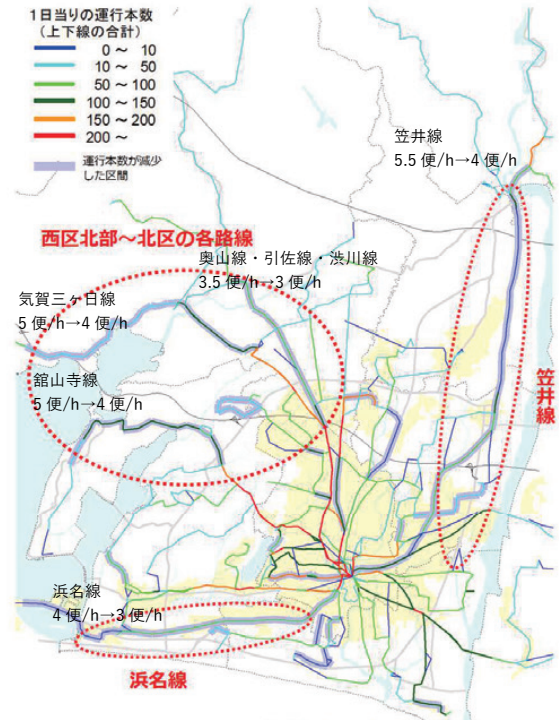 1日当りの運行本数
（上下線の合計）
0 ～ 10
10 ～ 50
50 ～ 100
100 ～ 150
150 ～ 200
200 ～
運行本数が減少
した区間
笠井線
5.5 便/h→4 便/h
西区北部～北区の各路線
奥山線・引佐線・渋川線
3.5 便/h→3 便/h
気賀三ヶ日線
5 便/h→4 便/h
舘山寺線
5 便/h→4 便/h
笠井線
浜名線
4 便/h→3 便/h
浜名線